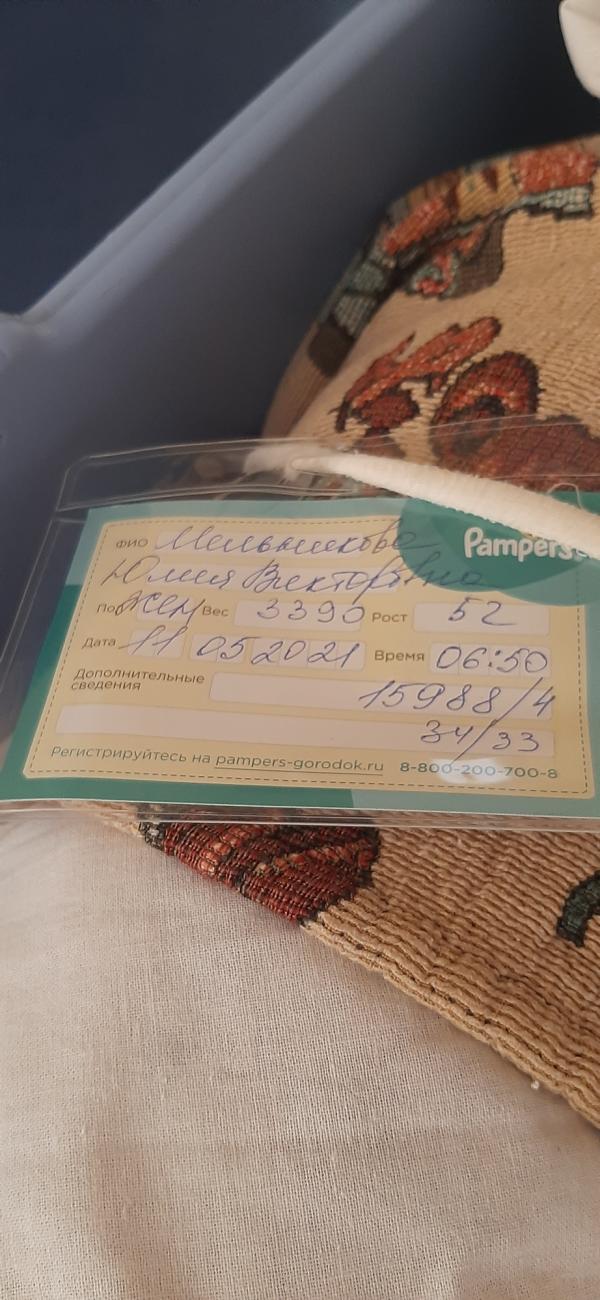 Pampers
ФИО Мельникова
Юлия Викторовна
Пол жен Вес 3390 Рост 52
Дата 11 05 2021 Время 06:50
Дополнительные
сведения 15988/4
34/33
Регистрируйтесь на pampers-gorodok.ru 8-800-200-700-8